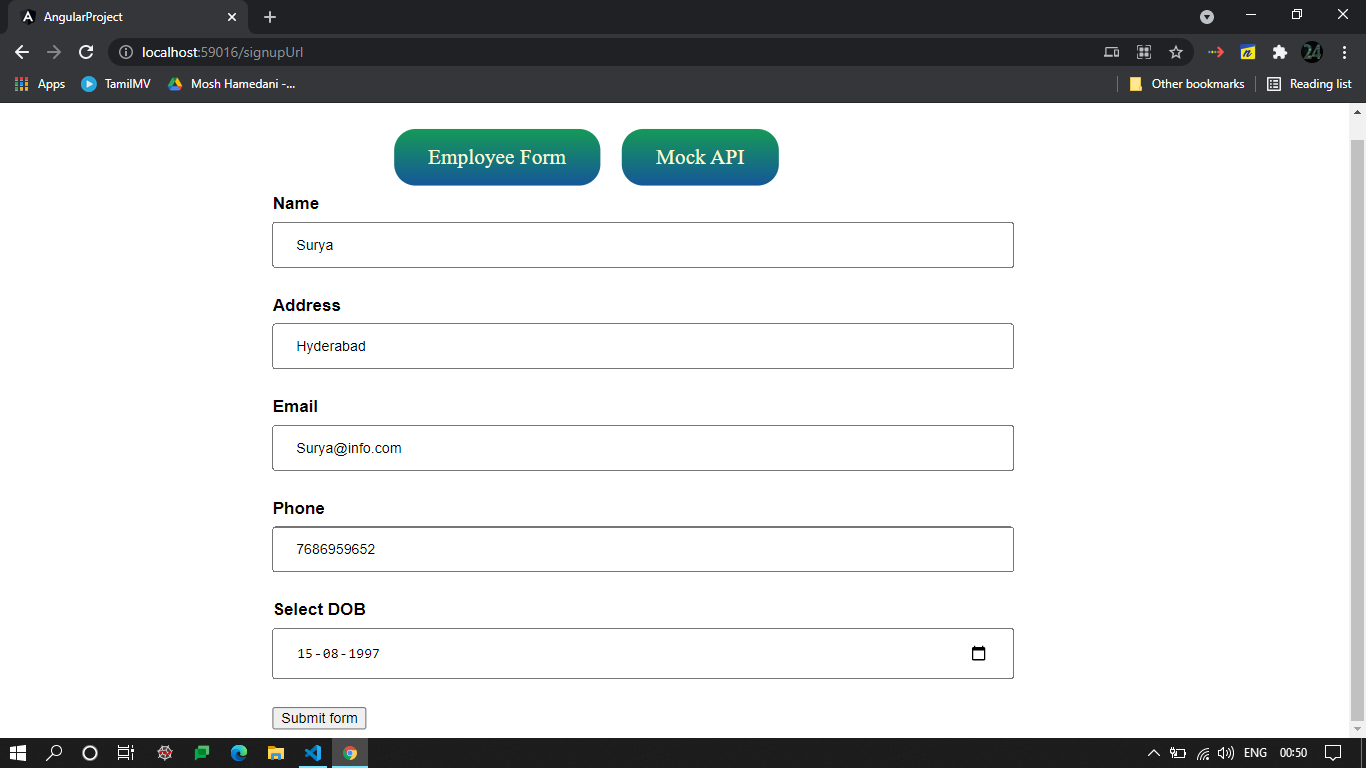 AngularProject
localhost:59016/signupUrl
Apps TamilMV Mosh Hamedani -... Other bookmarks Reading list
Employee Form Mock API
Name
Surya
Address
Hyderabad
Email
Surya@info.com
Phone
7686959652
Select DOB
15-08-1997
Submit form
ENG 00:50